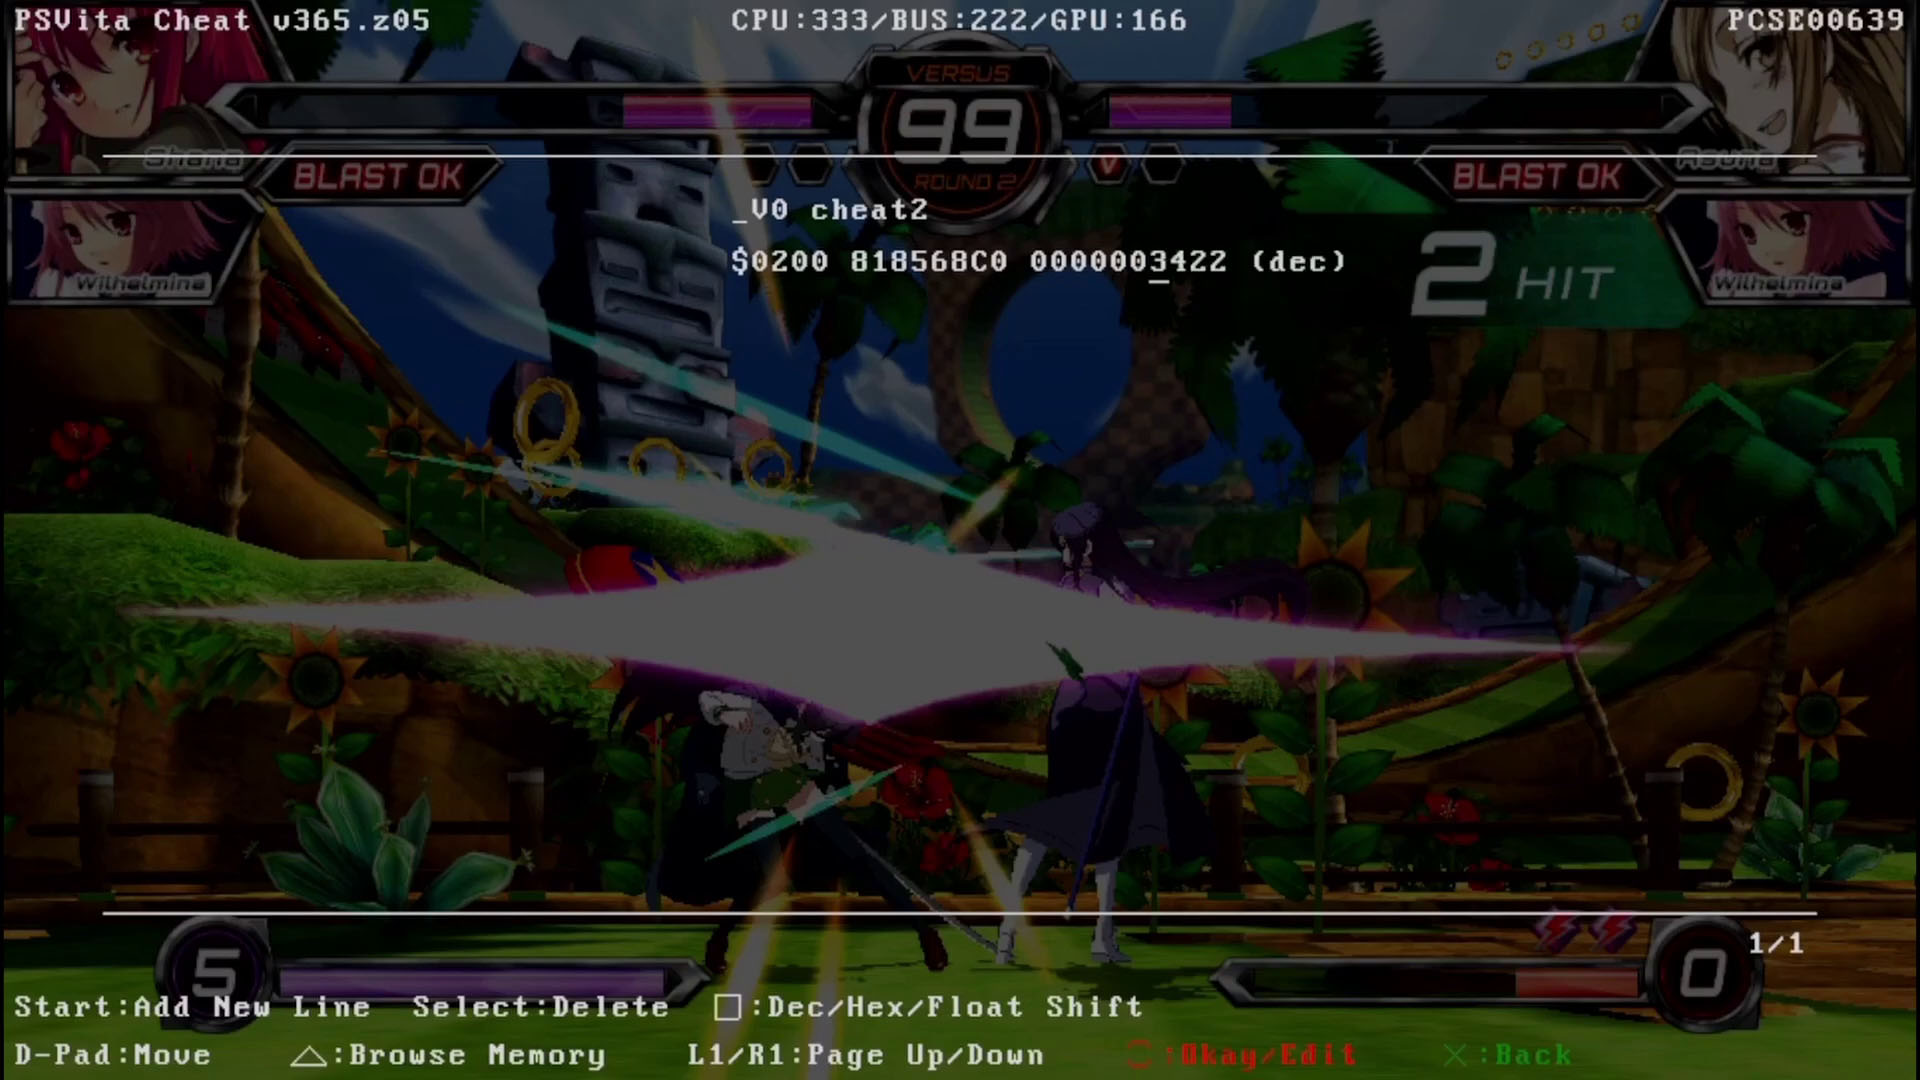 PSVita Cheat v365.z05 CPU:333/BUS:222/GPU:166 PCSE00639
VERSUS
99
ROUND 2
Shana
Asuna
BLAST OK
BLAST OK
V
_V0 cheat2
$0200 818568C0 0000003422 (dec)
2 HIT
Wilhelmina
Wilhelmina
1/1
5
0
Start:Add New Line Select:Delete □:Dec/Hex/Float Shift
D-Pad:Move △:Browse Memory L1/R1:Page Up/Down ○:Okay/Edit ×:Back